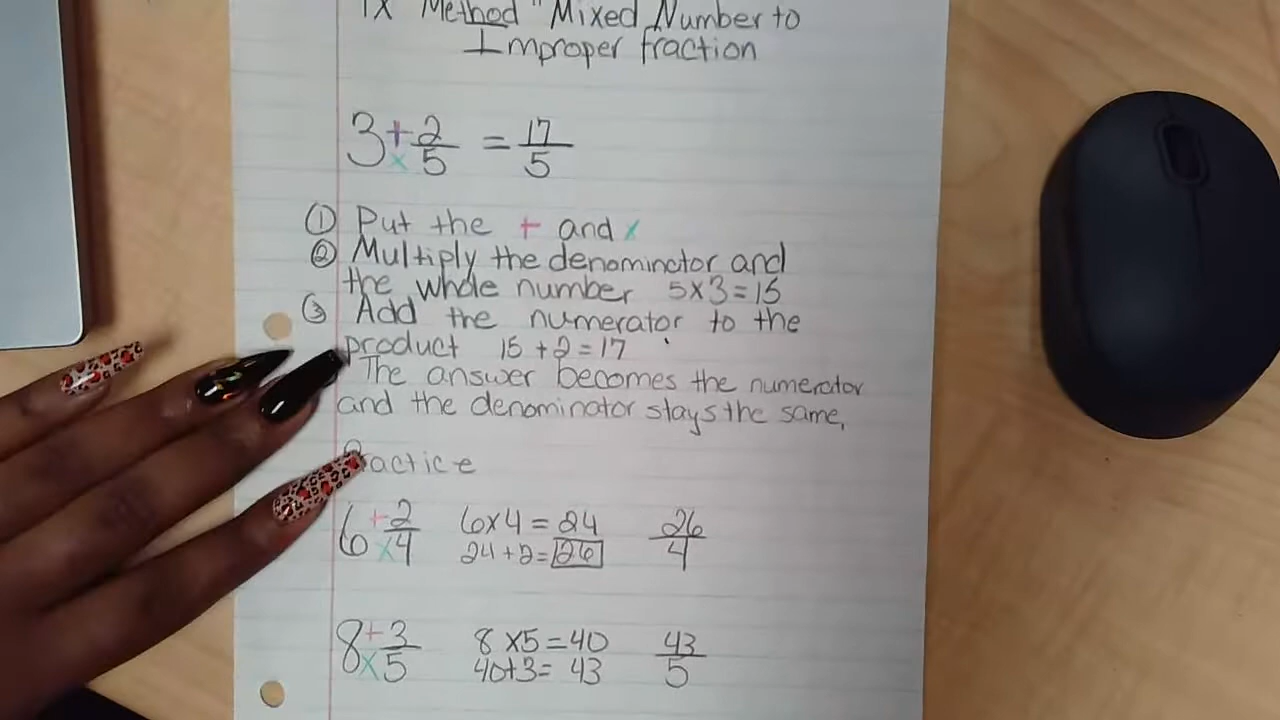 TX Method "Mixed Number to
Improper fraction
3 + 2/5 = 17/5
x
① Put the + and x
② Multiply the denominator and
the whole number 5x3=15
③ Add the numerator to the
product 15+2=17
The answer becomes the numerator
and the denominator stays the same,
Practice
6 + 2/4 6x4=24 26/4
x 24+2=26
8 + 3/5 8x5=40 43/5
x 40+3=43